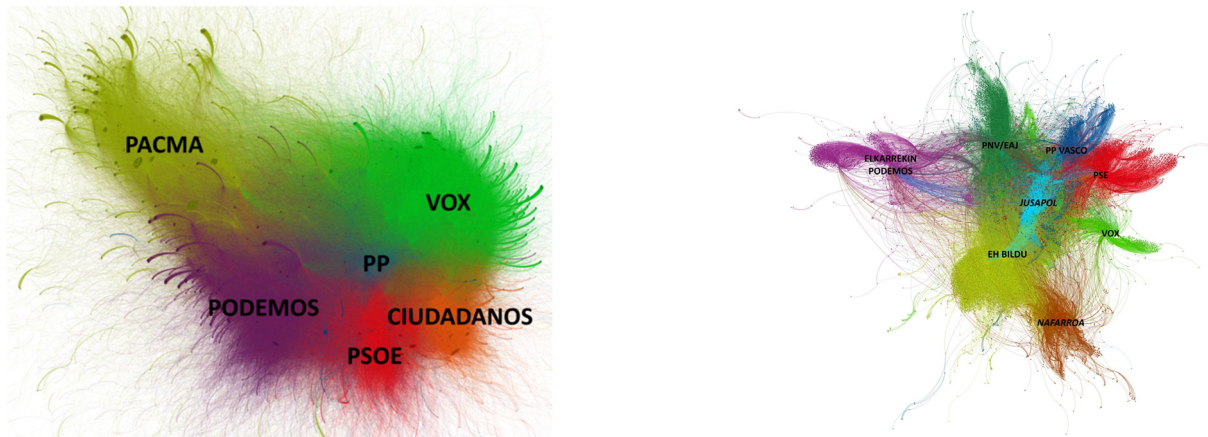 PACMA
VOX
PP
PODEMOS
CIUDADANOS
PSOE
PNV/EAJ
PP VASCO
ELKARREKIN
PODEMOS
PSE
JUSAPOL
VOX
EH BILDU
NAFARROA